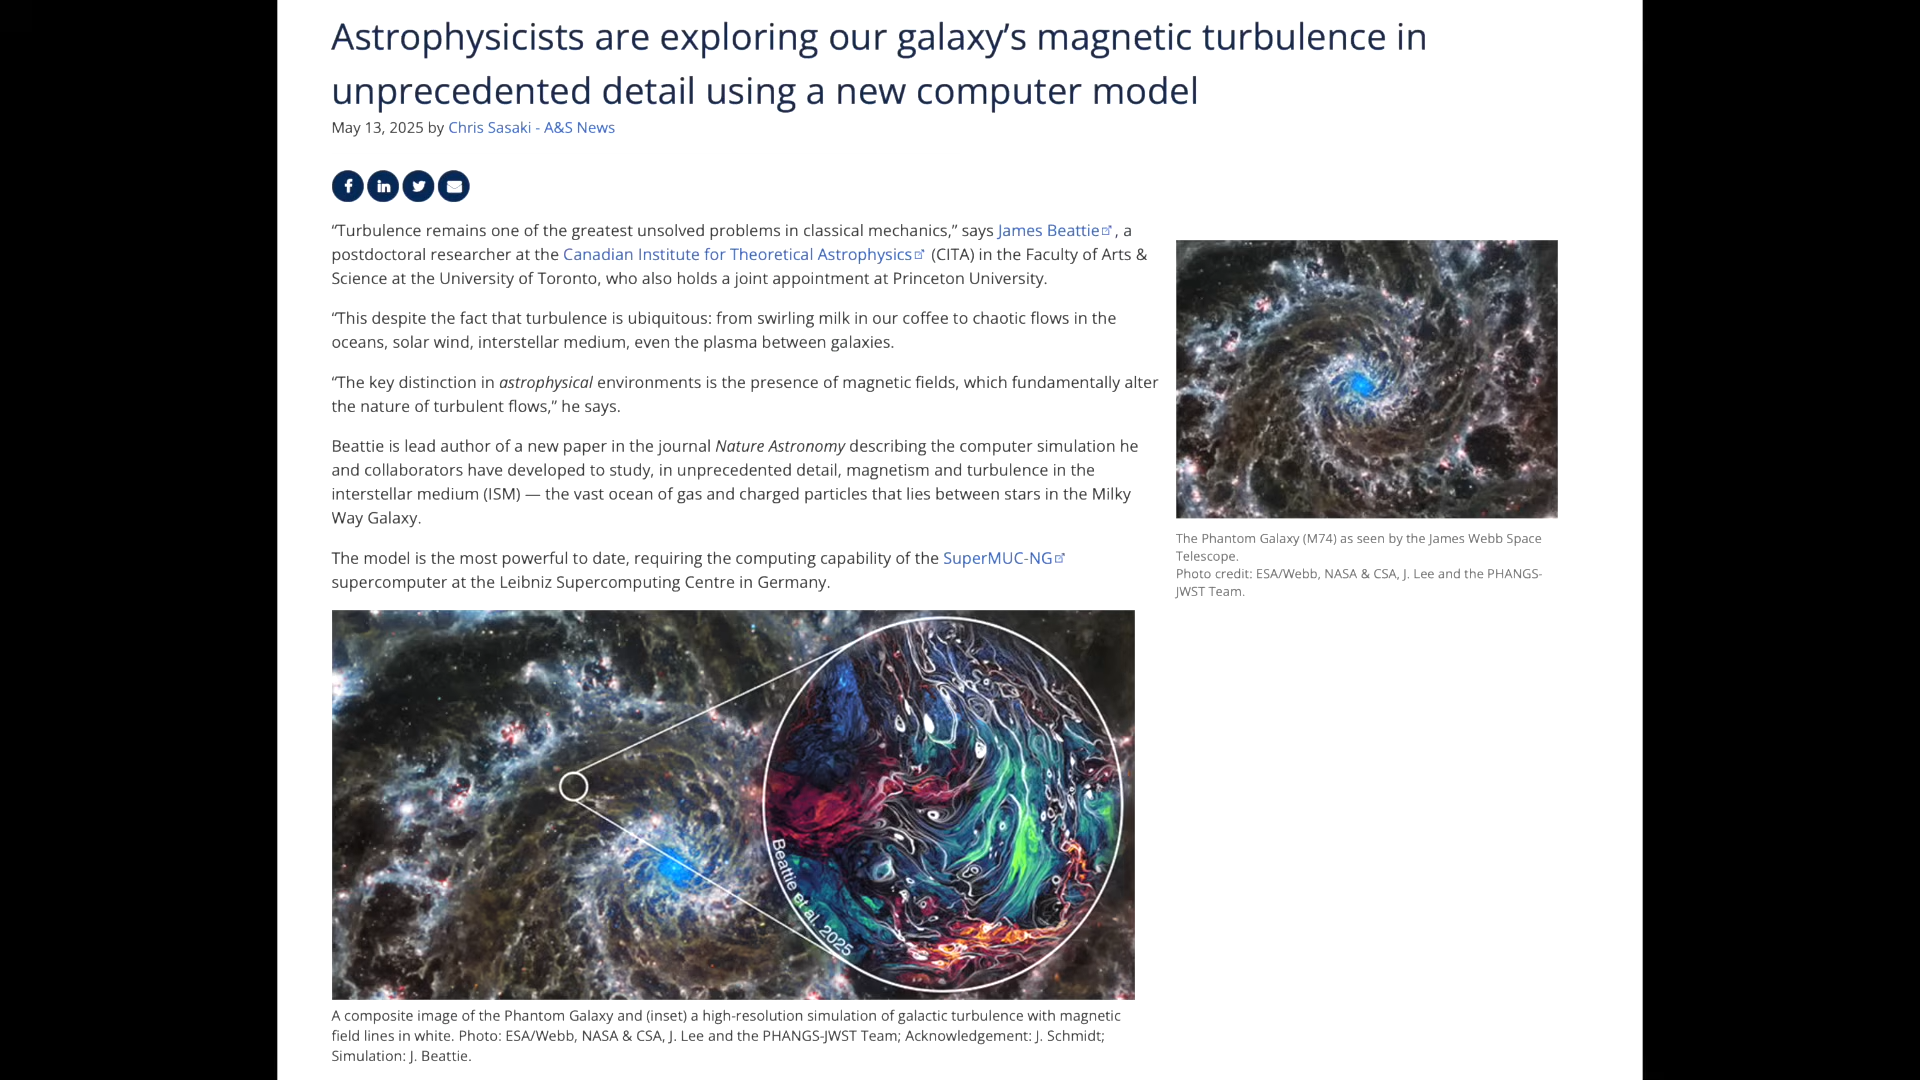 Astrophysicists are exploring our galaxy’s magnetic turbulence in
unprecedented detail using a new computer model
May 13, 2025 by Chris Sasaki - A&S News
“Turbulence remains one of the greatest unsolved problems in classical mechanics,” says James Beattie, a
postdoctoral researcher at the Canadian Institute for Theoretical Astrophysics (CITA) in the Faculty of Arts &
Science at the University of Toronto, who also holds a joint appointment at Princeton University.
“This despite the fact that turbulence is ubiquitous: from swirling milk in our coffee to chaotic flows in the
oceans, solar wind, interstellar medium, even the plasma between galaxies.
“The key distinction in astrophysical environments is the presence of magnetic fields, which fundamentally alter
the nature of turbulent flows,” he says.
Beattie is lead author of a new paper in the journal Nature Astronomy describing the computer simulation he
and collaborators have developed to study, in unprecedented detail, magnetism and turbulence in the
interstellar medium (ISM) — the vast ocean of gas and charged particles that lies between stars in the Milky
Way Galaxy.
The model is the most powerful to date, requiring the computing capability of the SuperMUC-NG
supercomputer at the Leibniz Supercomputing Centre in Germany.
Beattie et al. 2025
A composite image of the Phantom Galaxy and (inset) a high-resolution simulation of galactic turbulence with magnetic
field lines in white. Photo: ESA/Webb, NASA & CSA, J. Lee and the PHANGS-JWST Team; Acknowledgement: J. Schmidt;
Simulation: J. Beattie.
The Phantom Galaxy (M74) as seen by the James Webb Space
Telescope.
Photo credit: ESA/Webb, NASA & CSA, J. Lee and the PHANGS-
JWST Team.